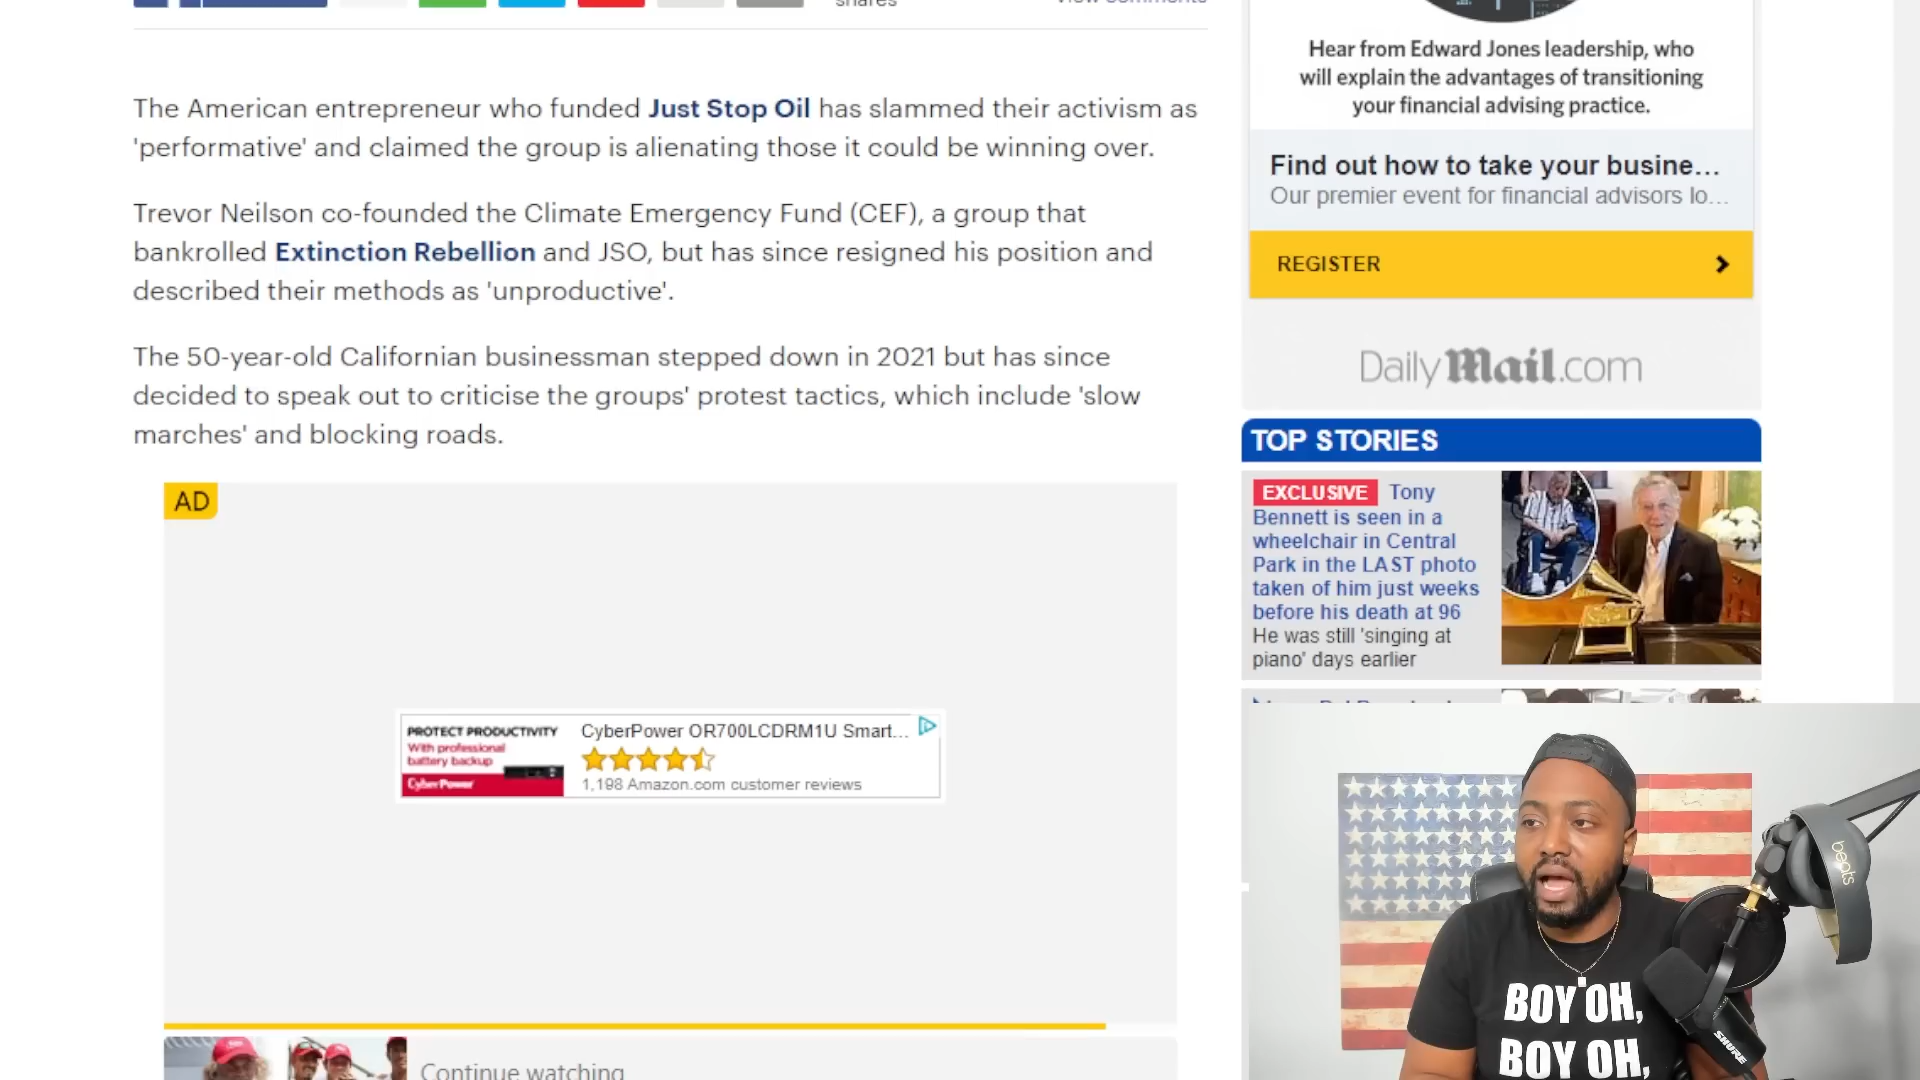 shares
The American entrepreneur who funded Just Stop Oil has slammed their activism as
'performative' and claimed the group is alienating those it could be winning over.
Trevor Neilson co-founded the Climate Emergency Fund (CEF), a group that
bankrolled Extinction Rebellion and JSO, but has since resigned his position and
described their methods as 'unproductive'.
The 50-year-old Californian businessman stepped down in 2021 but has since
decided to speak out to criticise the groups' protest tactics, which include 'slow
marches' and blocking roads.
AD
PROTECT PRODUCTIVITY
With professional
battery backup
CyberPower
CyberPower OR700LCDRM1U Smart...
1,198 Amazon.com customer reviews
Continue watching
Hear from Edward Jones leadership, who
will explain the advantages of transitioning
your financial advising practice.
Find out how to take your busine...
Our premier event for financial advisors lo...
REGISTER
DailyMail.com
TOP STORIES
EXCLUSIVE Tony
Bennett is seen in a
wheelchair in Central
Park in the LAST photo
taken of him just weeks
before his death at 96
He was still 'singing at
piano' days earlier
beats
SHURE
BOY OH,
BOY OH,